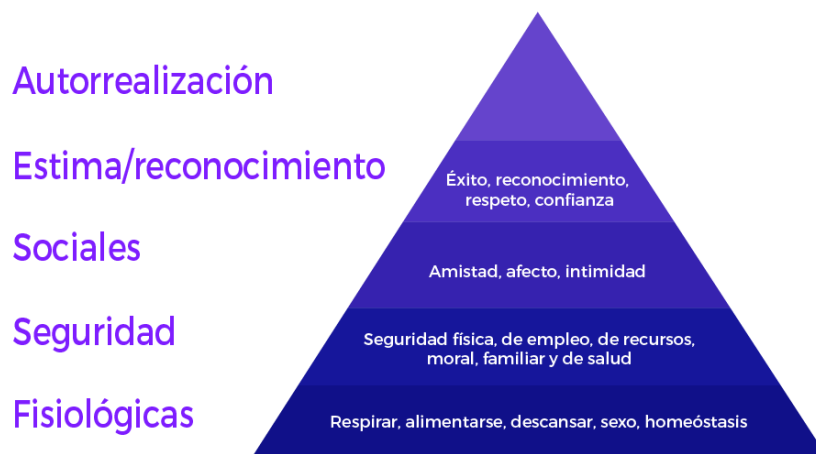 Autorrealización
Estima/reconocimiento
Éxito, reconocimiento,
respeto, confianza
Sociales
Amistad, afecto, intimidad
Seguridad
Seguridad física, de empleo, de recursos,
moral, familiar y de salud
Fisiológicas
Respirar, alimentarse, descansar, sexo, homeóstasis